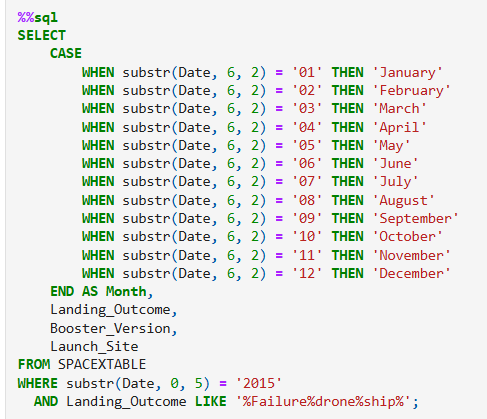 %%sql
SELECT
    CASE
        WHEN substr(Date, 6, 2) = '01' THEN 'January'
        WHEN substr(Date, 6, 2) = '02' THEN 'February'
        WHEN substr(Date, 6, 2) = '03' THEN 'March'
        WHEN substr(Date, 6, 2) = '04' THEN 'April'
        WHEN substr(Date, 6, 2) = '05' THEN 'May'
        WHEN substr(Date, 6, 2) = '06' THEN 'June'
        WHEN substr(Date, 6, 2) = '07' THEN 'July'
        WHEN substr(Date, 6, 2) = '08' THEN 'August'
        WHEN substr(Date, 6, 2) = '09' THEN 'September'
        WHEN substr(Date, 6, 2) = '10' THEN 'October'
        WHEN substr(Date, 6, 2) = '11' THEN 'November'
        WHEN substr(Date, 6, 2) = '12' THEN 'December'
    END AS Month,
    Landing_Outcome,
    Booster_Version,
    Launch_Site
FROM SPACEXTABLE
WHERE substr(Date, 0, 5) = '2015'
  AND Landing_Outcome LIKE '%Failure%drone%ship%';